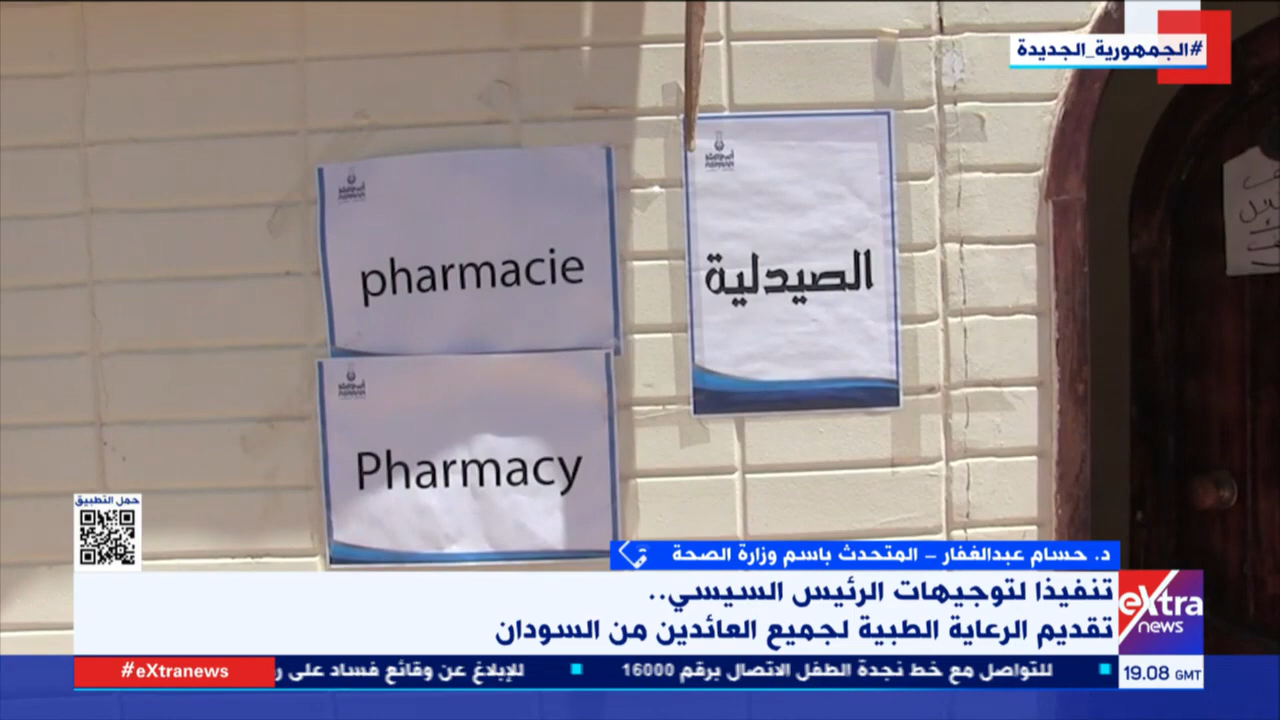 #الجمهورية_الجديدة
pharmacie
الصيدلية
Pharmacy
حمل التطبيق
د. حسام عبدالغفار – المتحدث باسم وزارة الصحة
تنفيذا لتوجيهات الرئيس السيسي..
تقديم الرعاية الطبية لجميع العائدين من السودان
eXtra
news
للتواصل مع خط نجدة الطفل الاتصال برقم 16000
للإبلاغ عن وقائع فساد على
#eXtranews
19.08 GMT